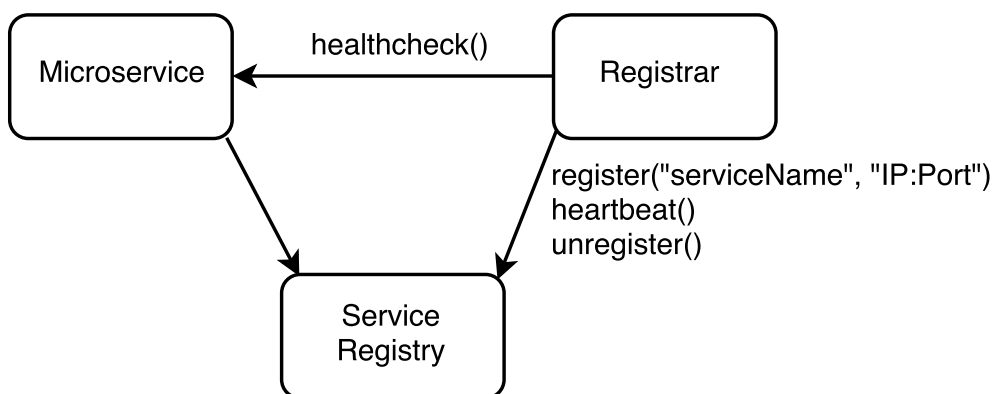 healthcheck()
Microservice
Registrar
register("serviceName", "IP:Port")
heartbeat()
unregister()
Service
Registry